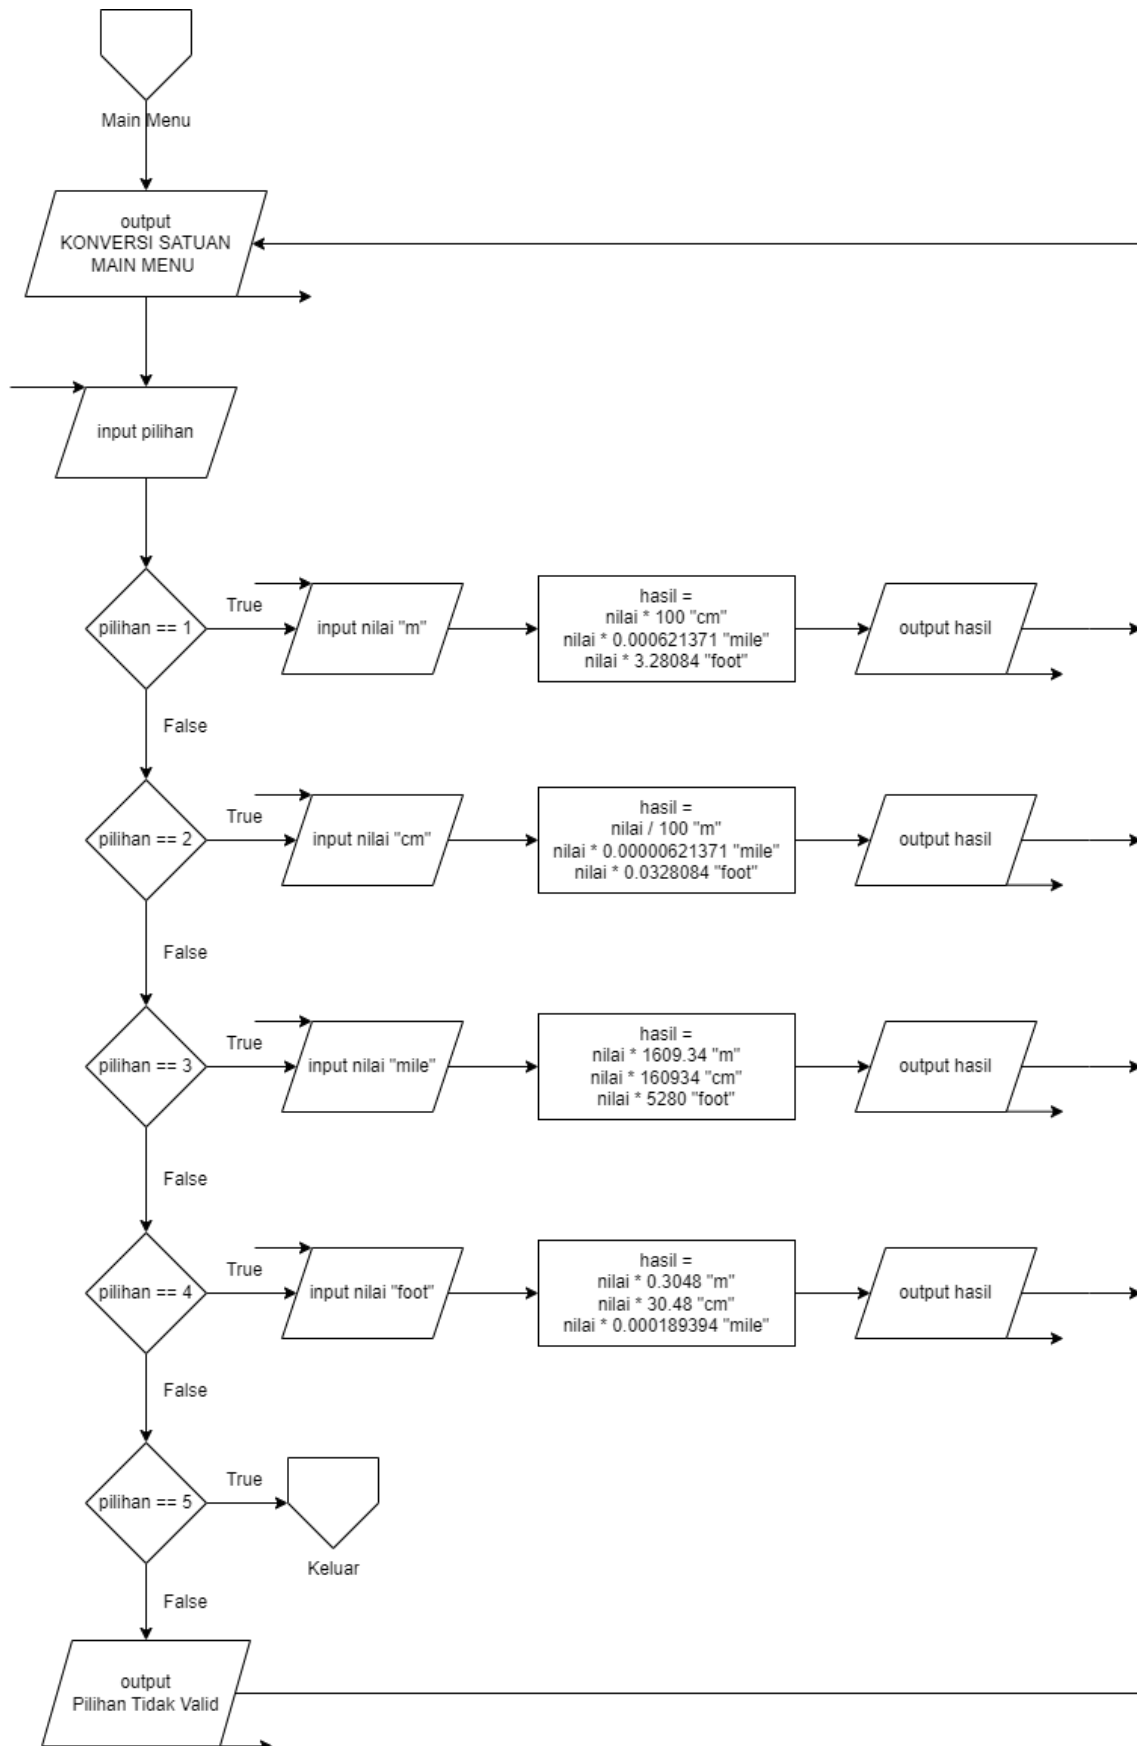 Main Menu
output
KONVERSI SATUAN
MAIN MENU
input pilihan
pilihan == 1
True
input nilai "m"
hasil =
nilai * 100 "cm"
nilai * 0.000621371 "mile"
nilai * 3.28084 "foot"
output hasil
False
pilihan == 2
True
input nilai "cm"
hasil =
nilai / 100 "m"
nilai * 0.00000621371 "mile"
nilai * 0.0328084 "foot"
output hasil
False
pilihan == 3
True
input nilai "mile"
hasil =
nilai * 1609.34 "m"
nilai * 160934 "cm"
nilai * 5280 "foot"
output hasil
False
pilihan == 4
True
input nilai "foot"
hasil =
nilai * 0.3048 "m"
nilai * 30.48 "cm"
nilai * 0.000189394 "mile"
output hasil
False
pilihan == 5
True
Keluar
False
output
Pilihan Tidak Valid